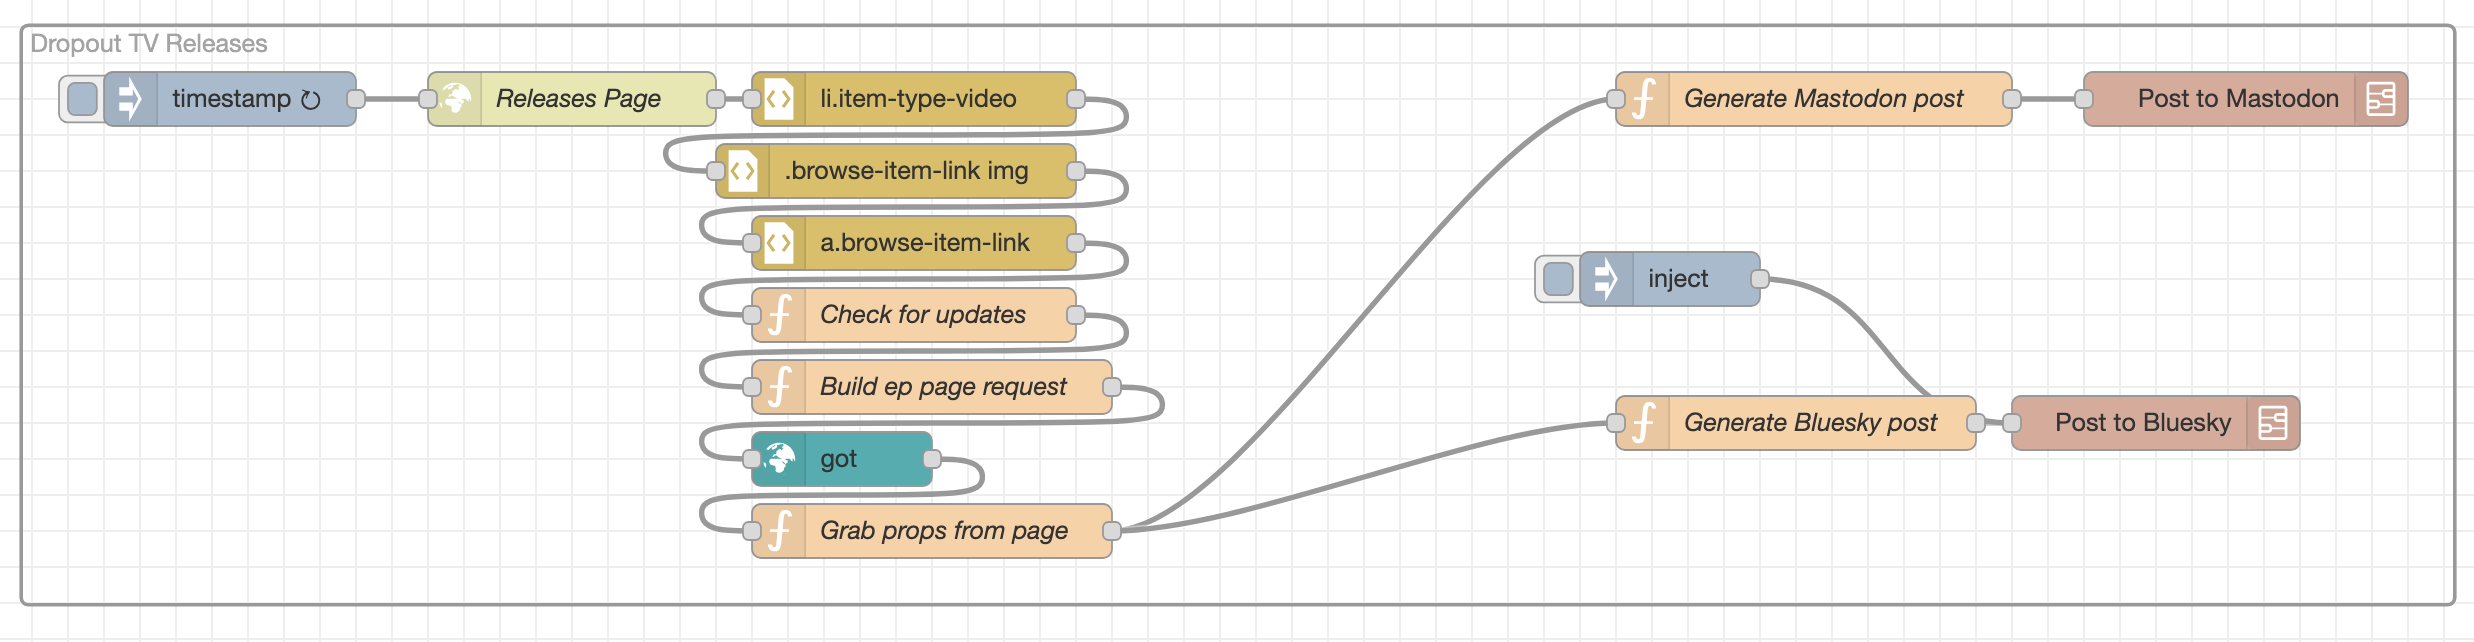 Dropout TV Releases
timestamp ↻
Releases Page
li.item-type-video
.browse-item-link img
a.browse-item-link
Check for updates
Build ep page request
got
Grab props from page
Generate Mastodon post
Post to Mastodon
inject
Generate Bluesky post
Post to Bluesky